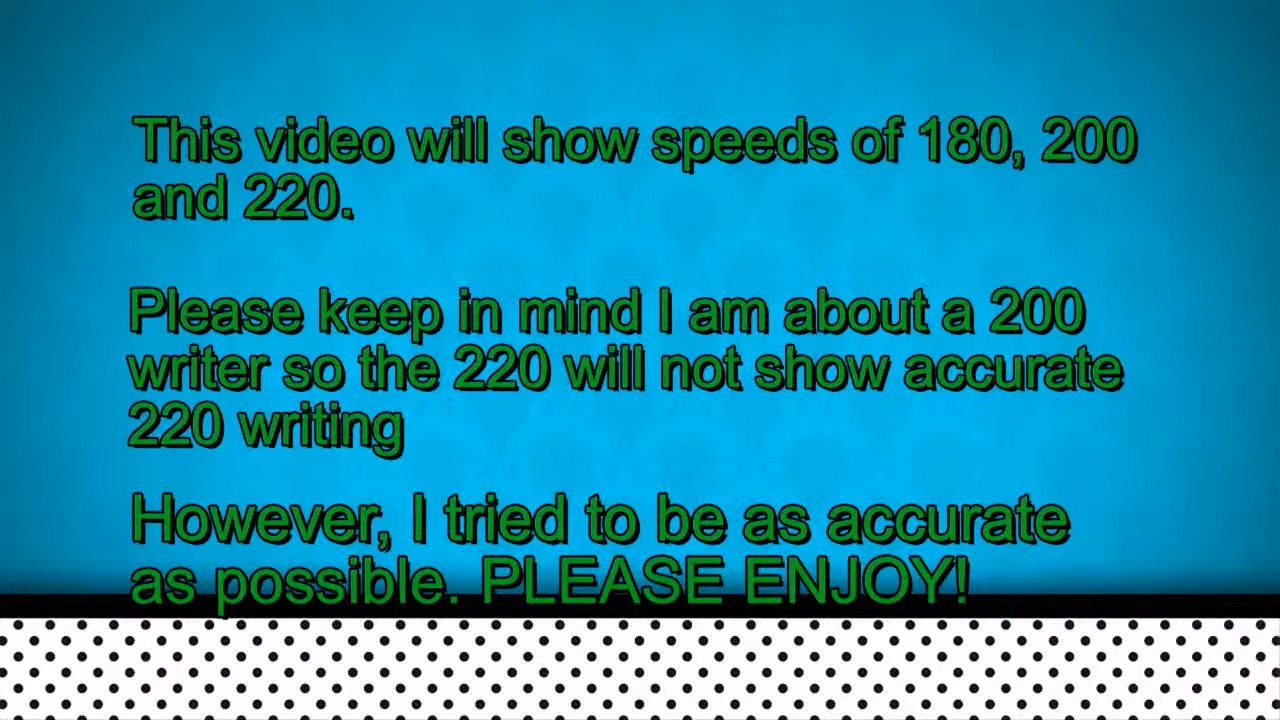 This video will show speeds of 180, 200
and 220.
Please keep in mind I am about a 200
writer so the 220 will not show accurate
220 writing
However, I tried to be as accurate
as possible. PLEASE ENJOY!